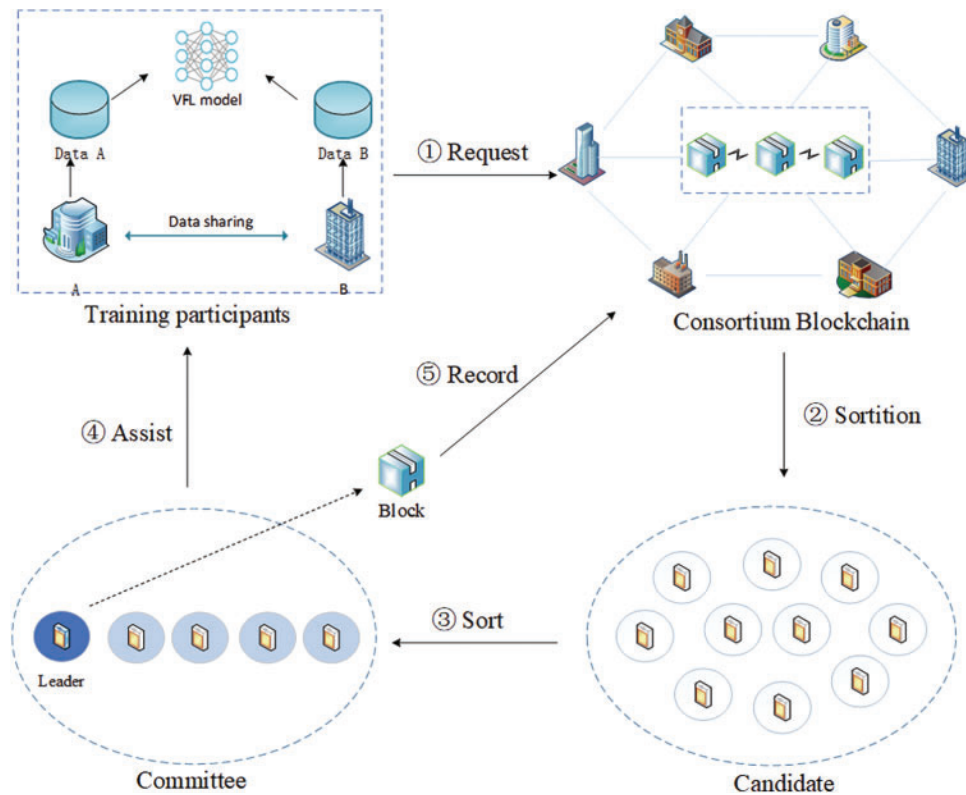 VFL model
Data A
Data B
① Request
Data sharing
A
B
Training participants
Consortium Blockchain
⑤ Record
④ Assist
② Sortition
Block
③ Sort
Leader
Committee
Candidate